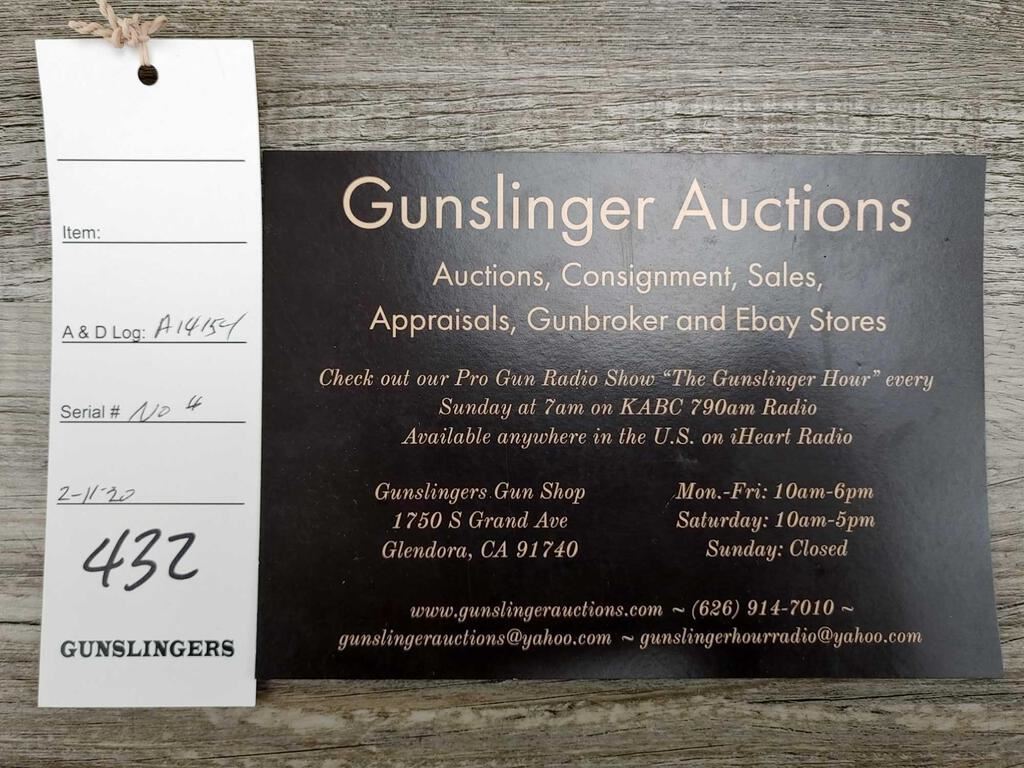 Item:
A & D Log: A14154
Serial # No #
2-11-20
432
GUNSLINGERS
Gunslinger Auctions
Auctions, Consignment, Sales,
Appraisals, Gunbroker and Ebay Stores
Check out our Pro Gun Radio Show "The Gunslinger Hour" every
Sunday at 7am on KABC 790am Radio
Available anywhere in the U.S. on iHeart Radio
Gunslingers Gun Shop
1750 S Grand Ave
Glendora, CA 91740
Mon.-Fri: 10am-6pm
Saturday: 10am-5pm
Sunday: Closed
www.gunslingerauctions.com ~ (626) 914-7010 ~
gunslingerauctions@yahoo.com ~ gunslingerhourradio@yahoo.com